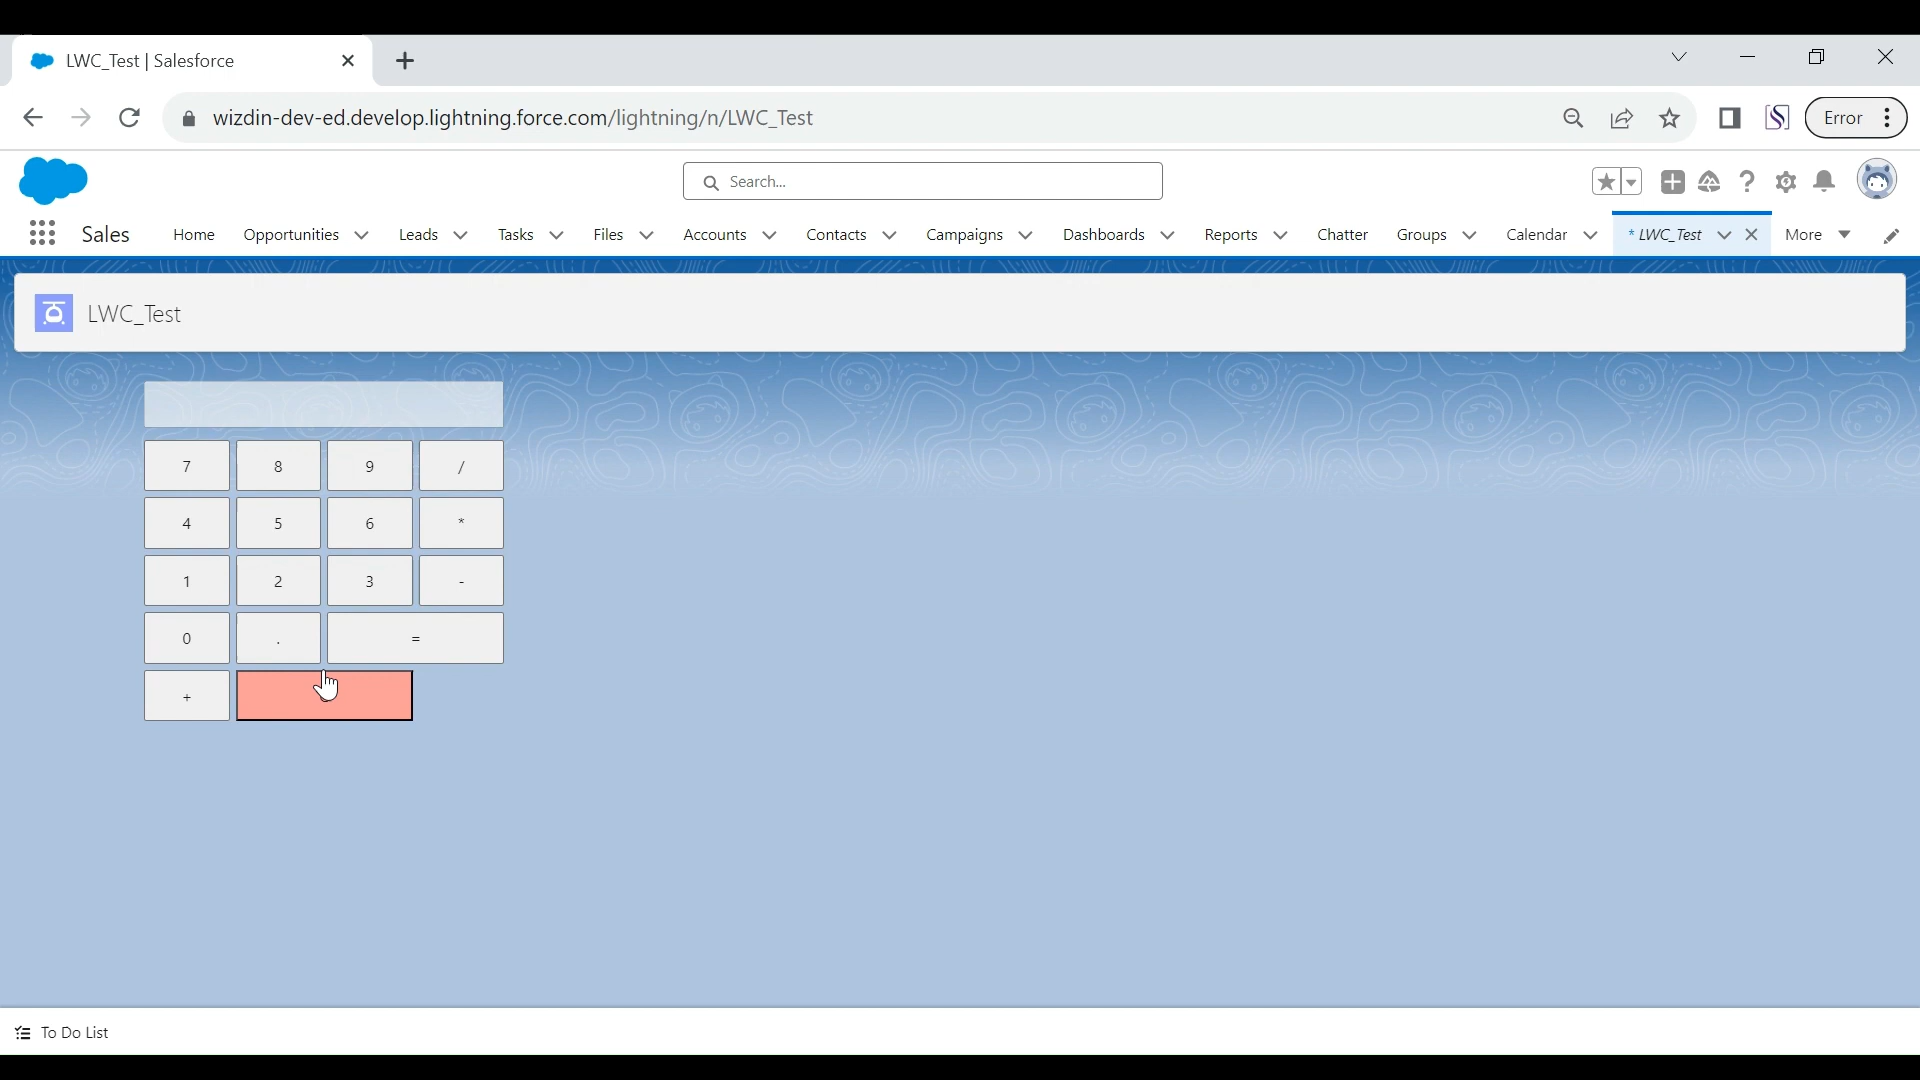 LWC_Test | Salesforce
wizdin-dev-ed.develop.lightning.force.com/lightning/n/LWC_Test
Error
Search...
Sales Home Opportunities Leads Tasks Files Accounts Contacts Campaigns Dashboards Reports Chatter Groups Calendar * LWC_Test More
LWC_Test
7 8 9 /
4 5 6 *
1 2 3 -
0 . =
+
To Do List